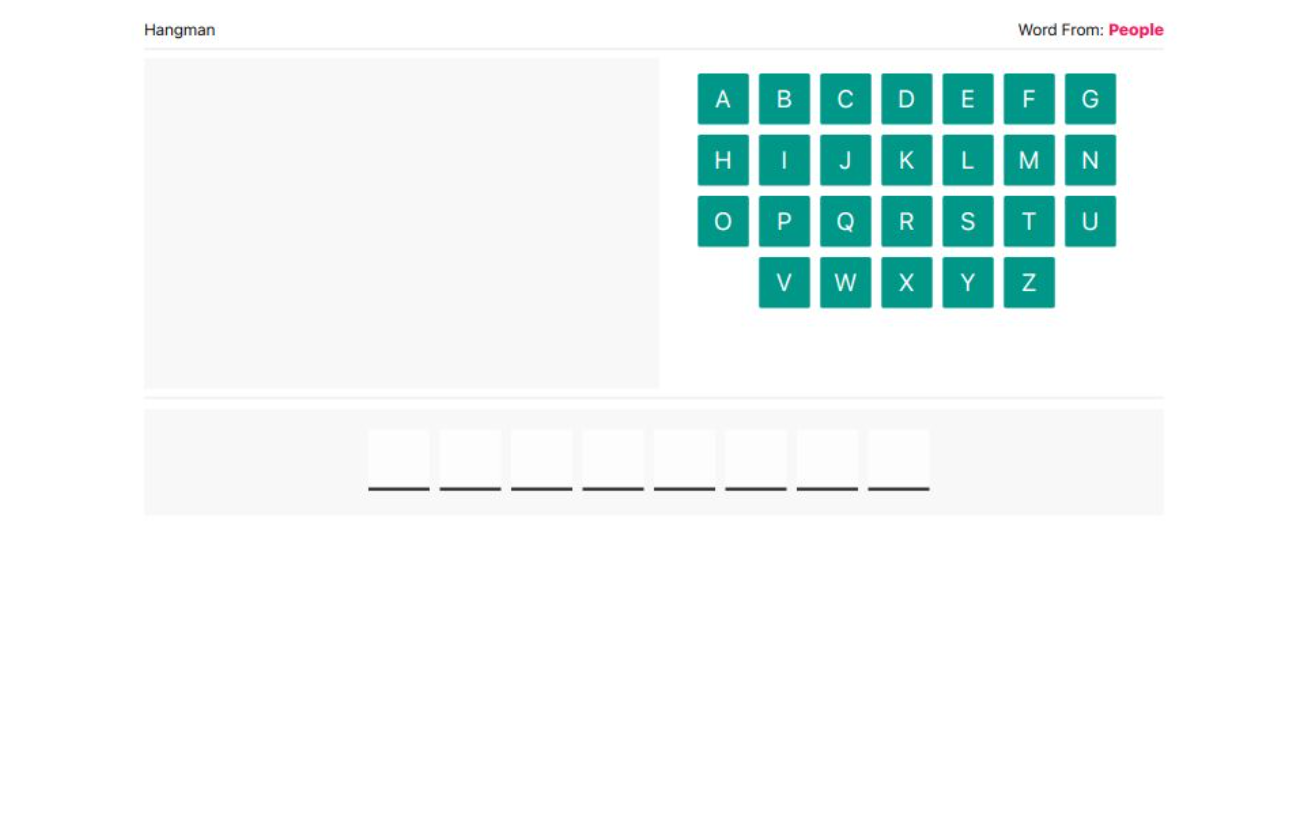 Hangman
Word From: People
A B C D E F G
H I J K L M N
O P Q R S T U
V W X Y Z